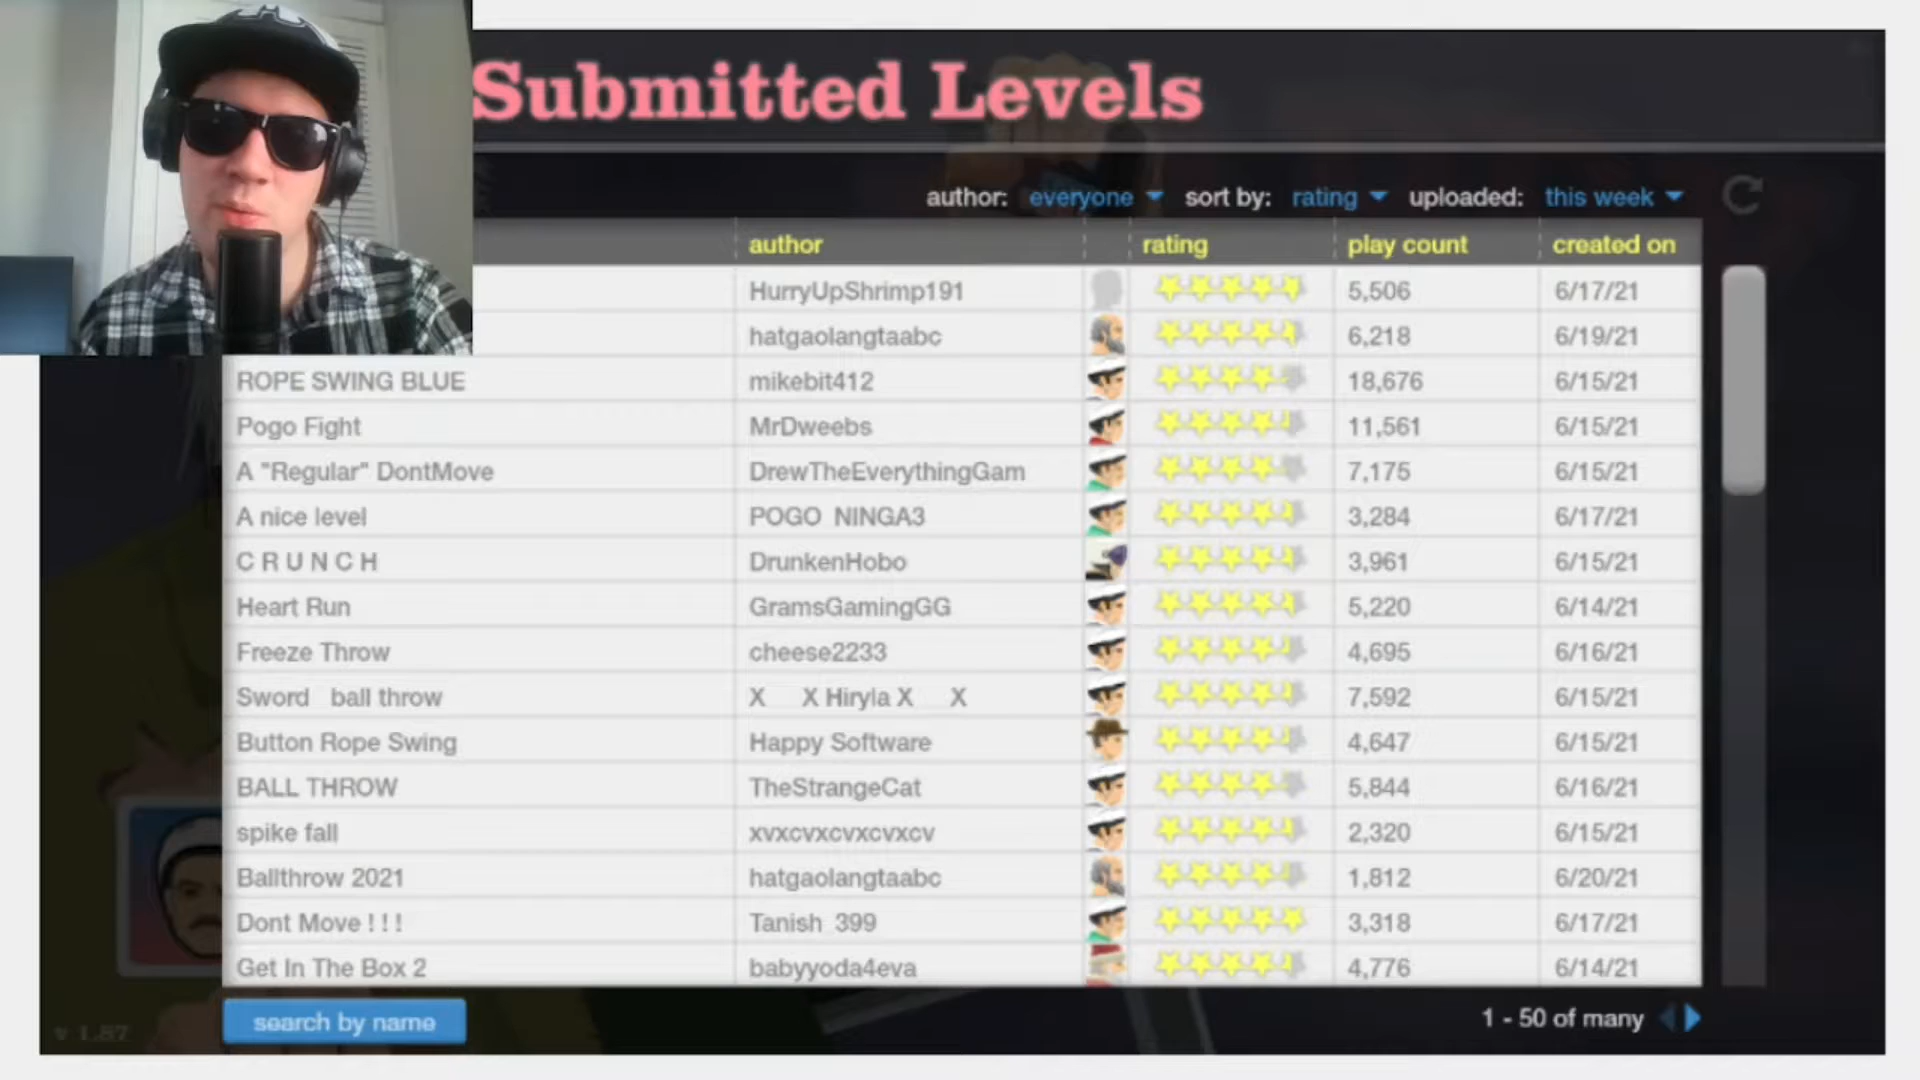 Submitted Levels
author: everyone sort by: rating uploaded: this week
author rating play count created on
HurryUpShrimp191 5,506 6/17/21
hatgaolangtaabc 6,218 6/19/21
ROPE SWING BLUE mikebit412 18,676 6/15/21
Pogo Fight MrDweebs 11,561 6/15/21
A "Regular" DontMove DrewTheEverythingGam 7,175 6/15/21
A nice level POGO NINGA3 3,284 6/17/21
C R U N C H DrunkenHobo 3,961 6/15/21
Heart Run GramsGamingGG 5,220 6/14/21
Freeze Throw cheese2233 4,695 6/16/21
Sword ball throw X X Hiryla X X 7,592 6/15/21
Button Rope Swing Happy Software 4,647 6/15/21
BALL THROW TheStrangeCat 5,844 6/16/21
spike fall xvxcvxcvxcvxcv 2,320 6/15/21
Ballthrow 2021 hatgaolangtaabc 1,812 6/20/21
Dont Move ! ! ! Tanish 399 3,318 6/17/21
Get In The Box 2 babyyoda4eva 4,776 6/14/21
search by name 1 - 50 of many
v 1.87